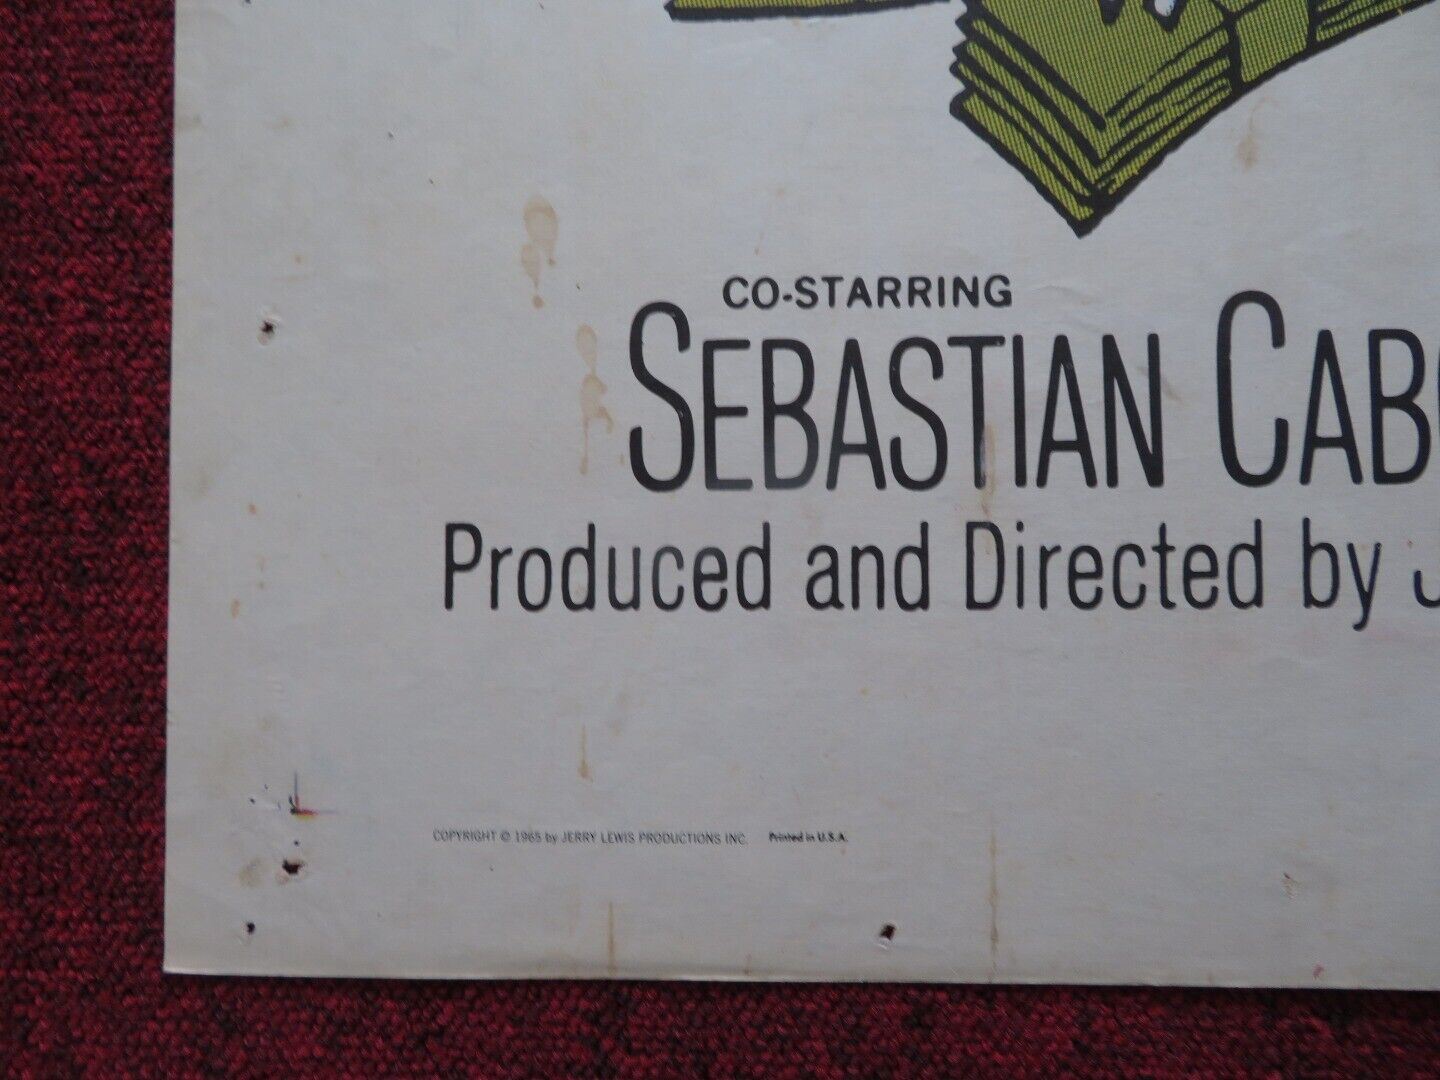 CO-STARRING
SEBASTIAN CAB
Produced and Directed by J
COPYRIGHT © 1965 by JERRY LEWIS PRODUCTIONS INC. Printed in U.S.A.